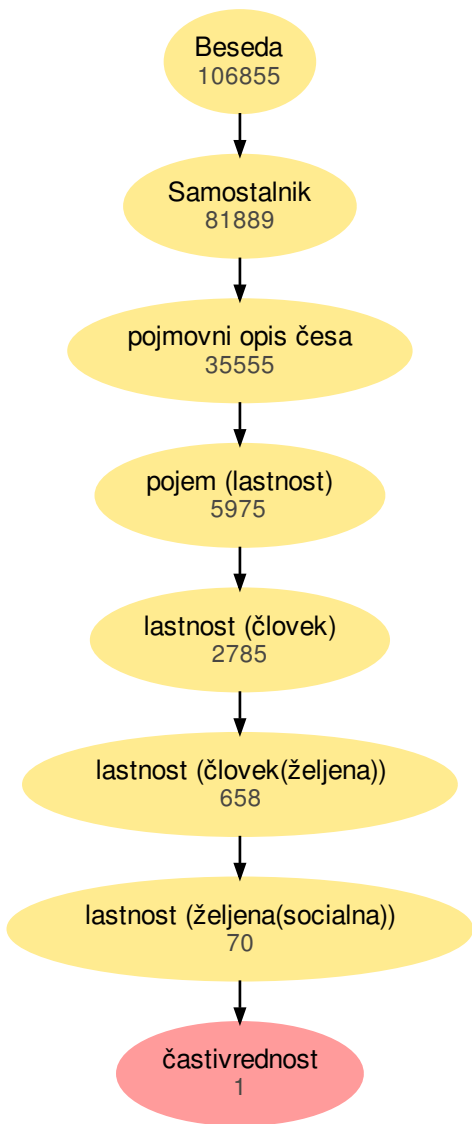 Beseda
106855
Samostalnik
81889
pojmovni opis česa
35555
pojem (lastnost)
5975
lastnost (človek)
2785
lastnost (človek(željena))
658
lastnost (željena(socialna))
70
častivrednost
1